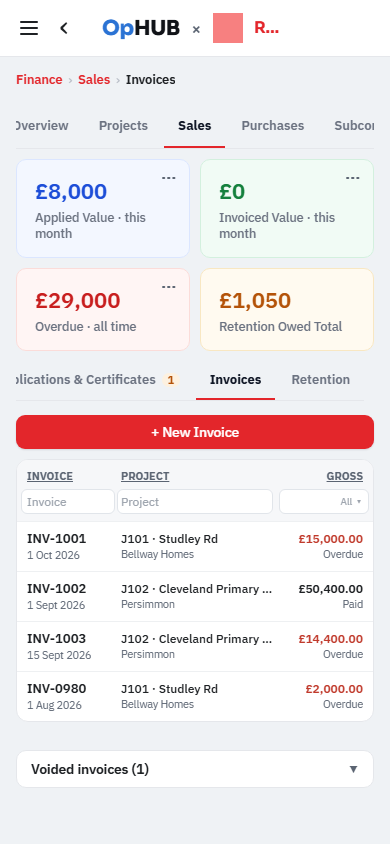 OpHUB × R...
Finance › Sales › Invoices
Overview Projects Sales Purchases Subcor
£8,000
Applied Value · this
month
£0
Invoiced Value · this
month
£29,000
Overdue · all time
£1,050
Retention Owed Total
plications & Certificates 1 Invoices Retention
+ New Invoice
INVOICE PROJECT GROSS
Invoice Project All
INV-1001 J101 · Studley Rd £15,000.00
1 Oct 2026 Bellway Homes Overdue
INV-1002 J102 · Cleveland Primary ... £50,400.00
1 Sept 2026 Persimmon Paid
INV-1003 J102 · Cleveland Primary ... £14,400.00
15 Sept 2026 Persimmon Overdue
INV-0980 J101 · Studley Rd £2,000.00
1 Aug 2026 Bellway Homes Overdue
Voided invoices (1)